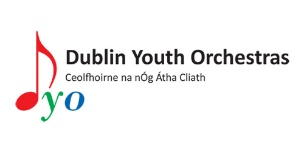 Dublin Youth Orchestras
Ceolfhoirne na nÓg Átha Cliath
dyo